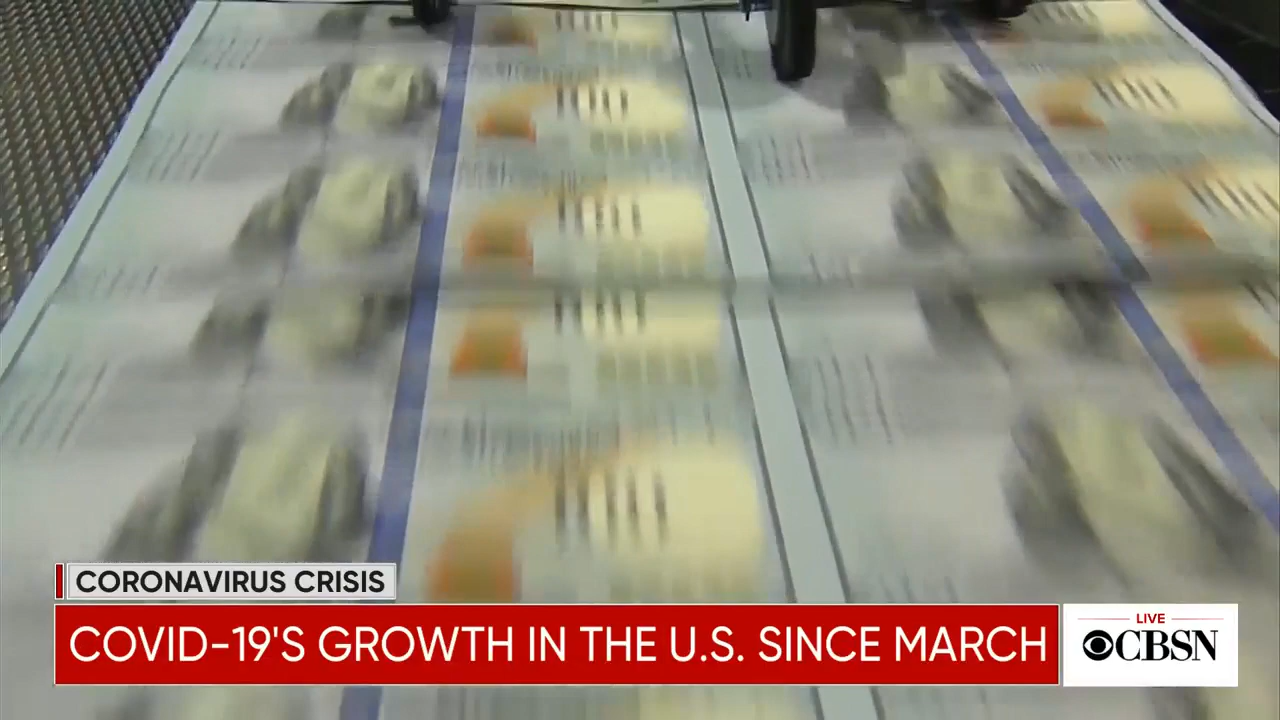 CORONAVIRUS CRISIS
COVID-19'S GROWTH IN THE U.S. SINCE MARCH
LIVE
CBSN